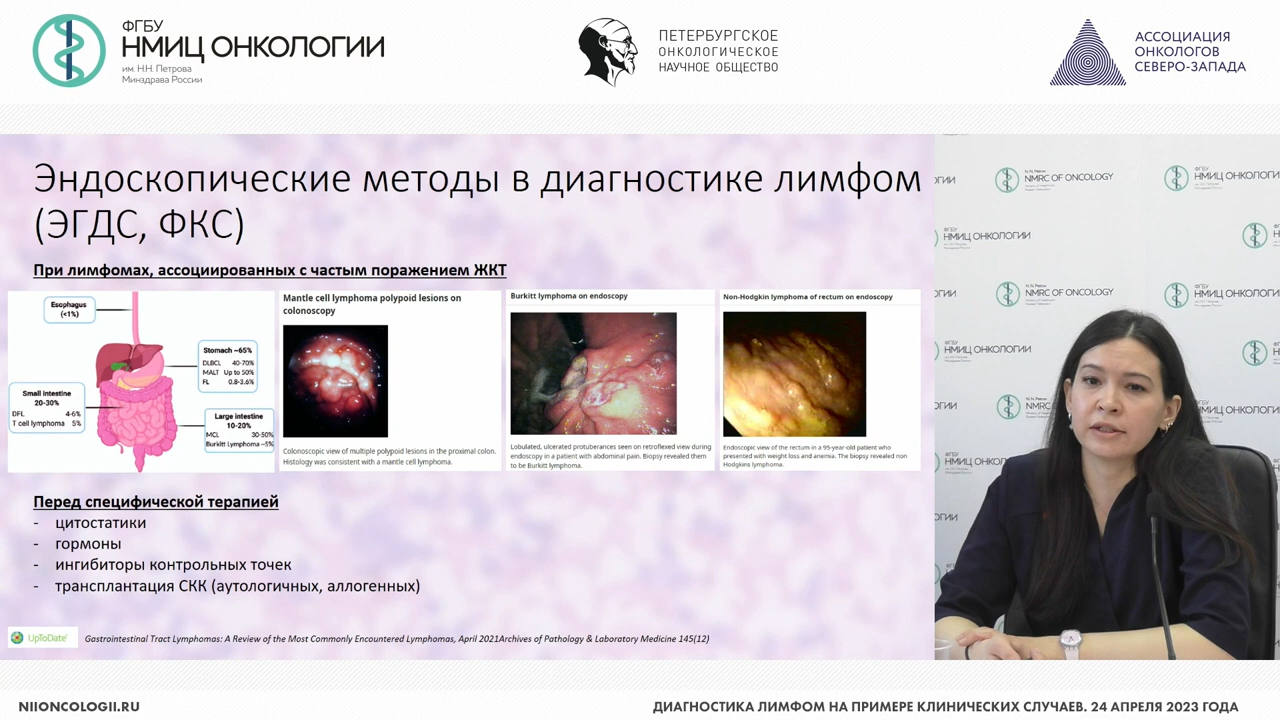 ФГБУ
НМИЦ ОНКОЛОГИИ
им. Н.Н. Петрова
Минздрава России
ПЕТЕРБУРГСКОЕ
ОНКОЛОГИЧЕСКОЕ
НАУЧНОЕ ОБЩЕСТВО
АССОЦИАЦИЯ
ОНКОЛОГОВ
СЕВЕРО-ЗАПАДА
Эндоскопические методы в диагностике лимфом
(ЭГДС, ФКС)
При лимфомах, ассоциированных с частым поражением ЖКТ
Esophagus
(<1%)
Stomach ~65%
DLBCL 40-70%
MALT Up to 50%
FL 0.8-3.6%
Small intestine
20-30%
DFL 4-6%
T cell lymphoma 5%
Large intestine
10-20%
MCL 30-50%
Burkitt Lymphoma ~5%
Mantle cell lymphoma polypoid lesions on
colonoscopy
Colonoscopic view of multiple polypoid lesions in the proximal colon.
Histology was consistent with a mantle cell lymphoma.
Burkitt lymphoma on endoscopy
Lobulated, ulcerated protuberances seen on retroflexed view during
endoscopy in a patient with abdominal pain. Biopsy revealed them
to be Burkitt lymphoma.
Non-Hodgkin lymphoma of rectum on endoscopy
Endoscopic view of the rectum in a 95-year-old patient who
presented with weight loss and anemia. The biopsy revealed non
Hodgkins lymphoma.
Перед специфической терапией
- цитостатики
- гормоны
- ингибиторы контрольных точек
- трансплантация СКК (аутологичных, аллогенных)
UpToDate
Gastrointestinal Tract Lymphomas: A Review of the Most Commonly Encountered Lymphomas, April 2021Archives of Pathology & Laboratory Medicine 145(12)
N.N. Petrov
NMRC OF ONCOLOGY
ФГБУ
НМИЦ ОНКОЛОГИИ
НМИЦ ОНКОЛОГИИ
NMRC OF ONCOLOGY
NIIONCOLOGII.RU
ДИАГНОСТИКА ЛИМФОМ НА ПРИМЕРЕ КЛИНИЧЕСКИХ СЛУЧАЕВ. 24 АПРЕЛЯ 2023 ГОДА